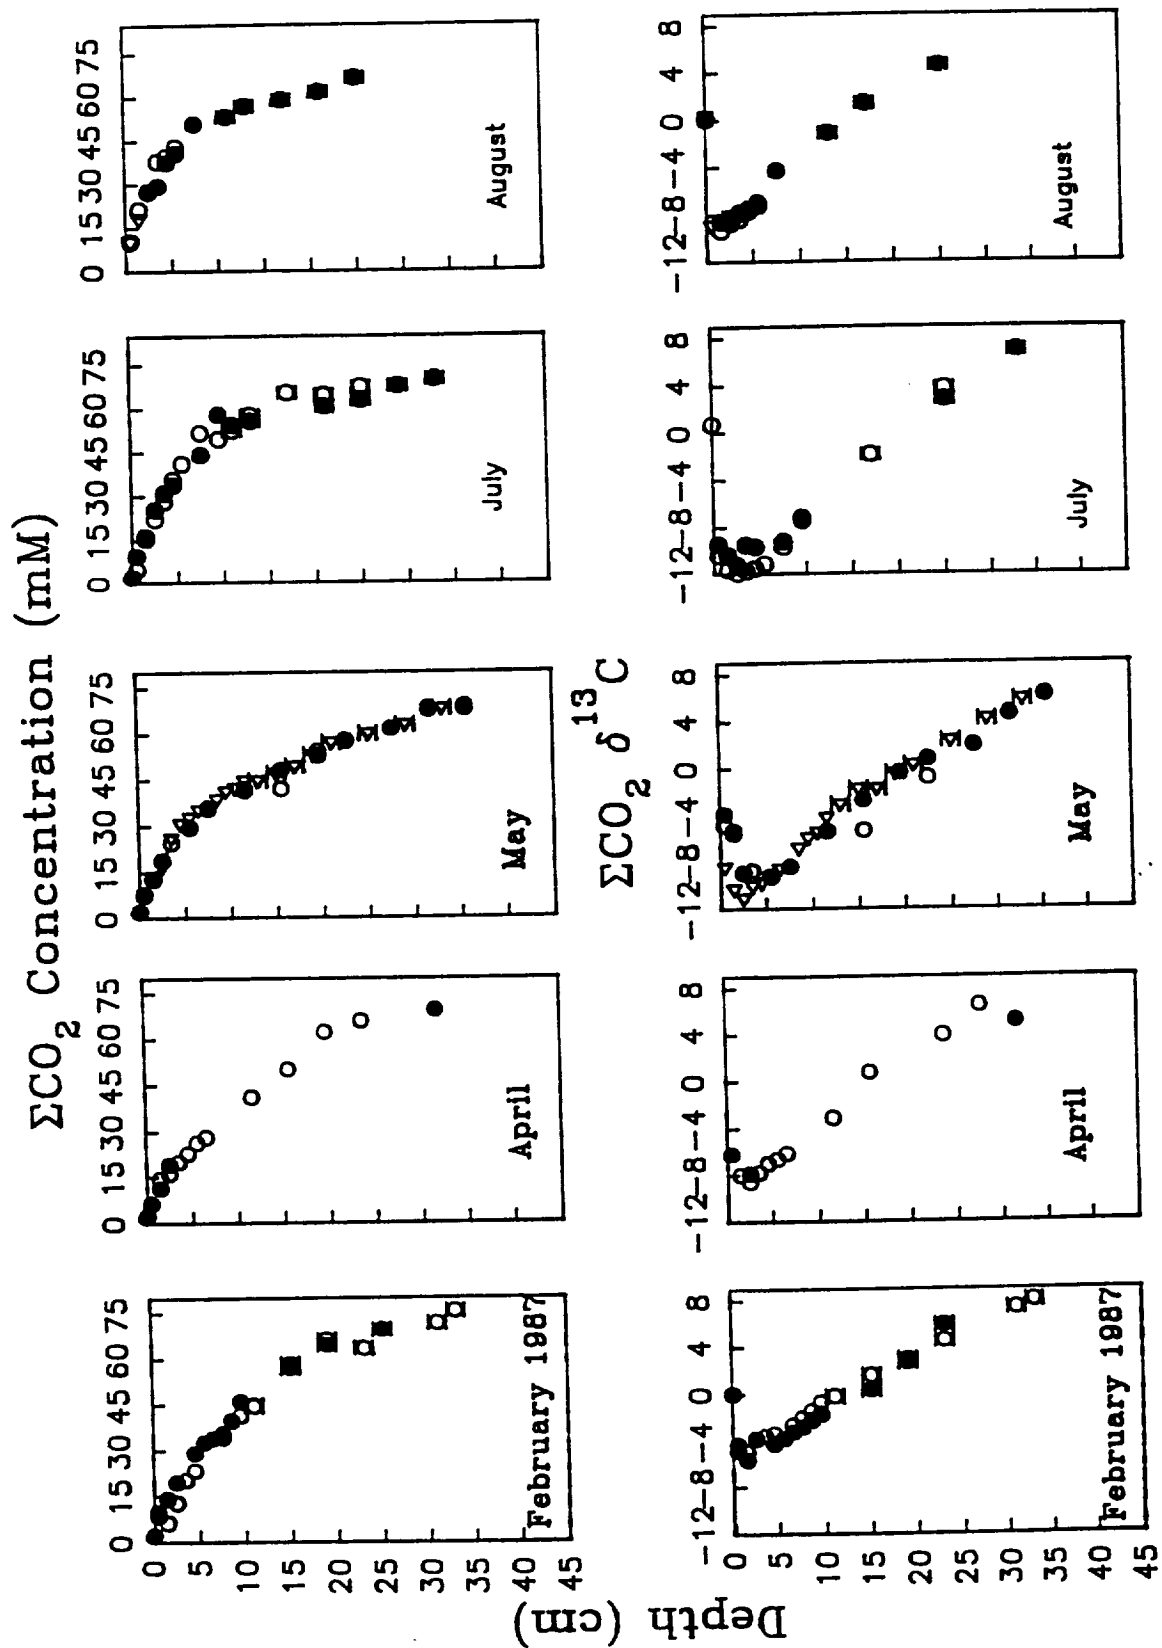 ΣCO₂ Concentration (mM)
0 15 30 45 60 75
0 15 30 45 60 75
0 15 30 45 60 75
0 15 30 45 60 75
0 15 30 45 60 75
Depth (cm)
0
5
10
15
20
25
30
35
40
45
February 1987
April
May
July
August
ΣCO₂ δ¹³C
−12 −8 −4 0 4 8
−12 −8 −4 0 4 8
−12 −8 −4 0 4 8
−12 −8 −4 0 4 8
−12 −8 −4 0 4 8
0
5
10
15
20
25
30
35
40
45
February 1987
April
May
July
August